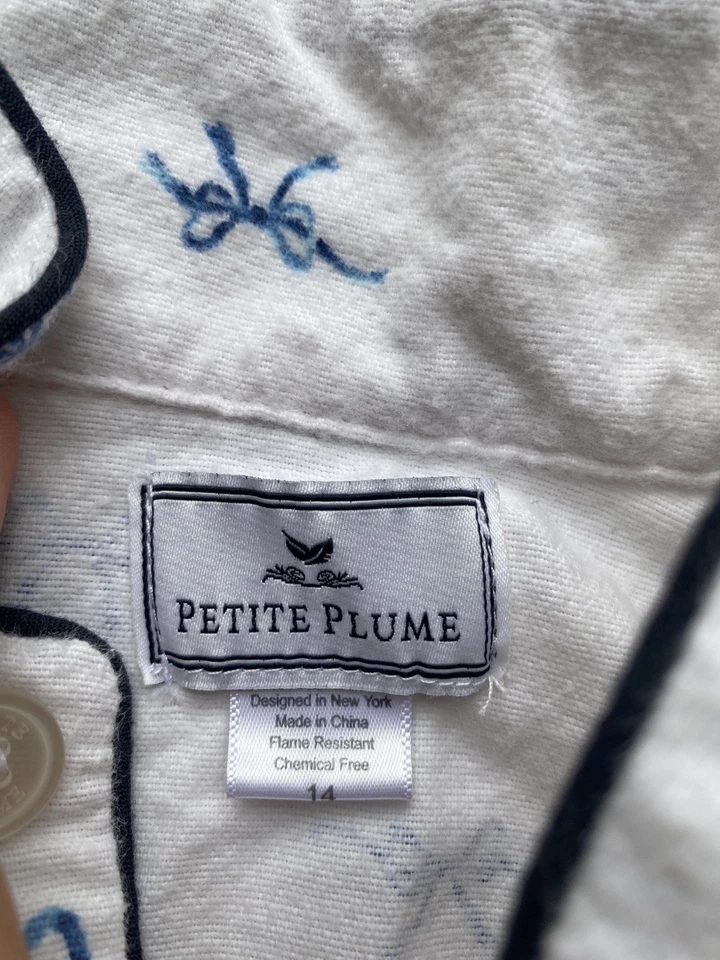 PETITE PLUME
Designed in New York
Made in China
Flame Resistant
Chemical Free
14